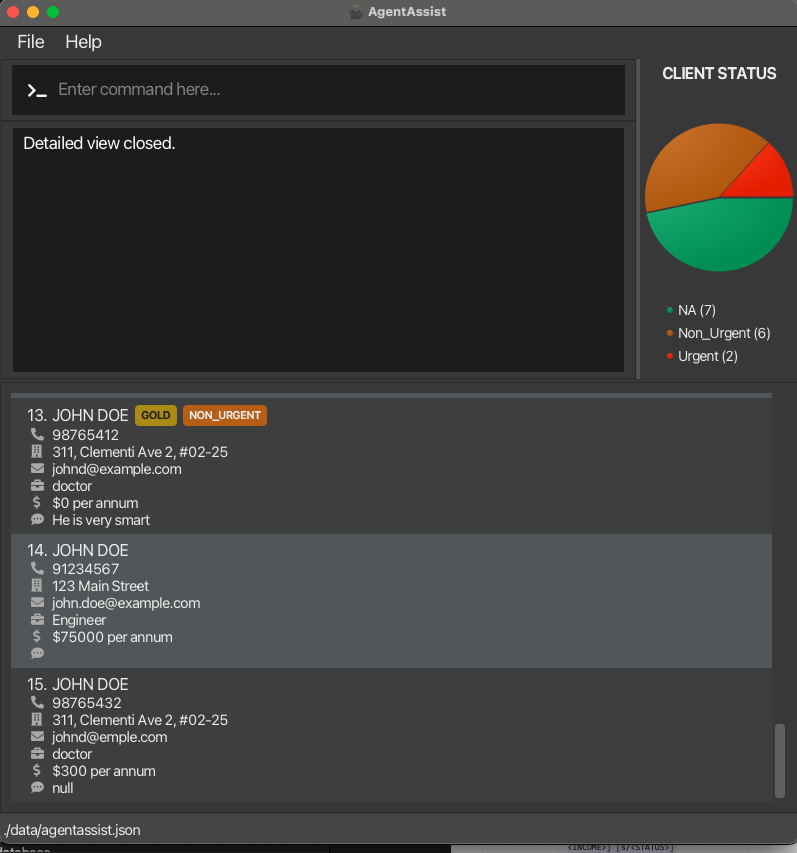 AgentAssist
File Help
Enter command here...
CLIENT STATUS
Detailed view closed.
NA (7)
Non_Urgent (6)
Urgent (2)
13. JOHN DOE GOLD NON_URGENT
98765412
311, Clementi Ave 2, #02-25
johnd@example.com
doctor
$0 per annum
He is very smart
14. JOHN DOE
91234567
123 Main Street
john.doe@example.com
Engineer
$75000 per annum
15. JOHN DOE
98765432
311, Clementi Ave 2, #02-25
johnd@emple.com
doctor
$300 per annum
null
./data/agentassist.json
<INCOME>] [s/<STATUS>]